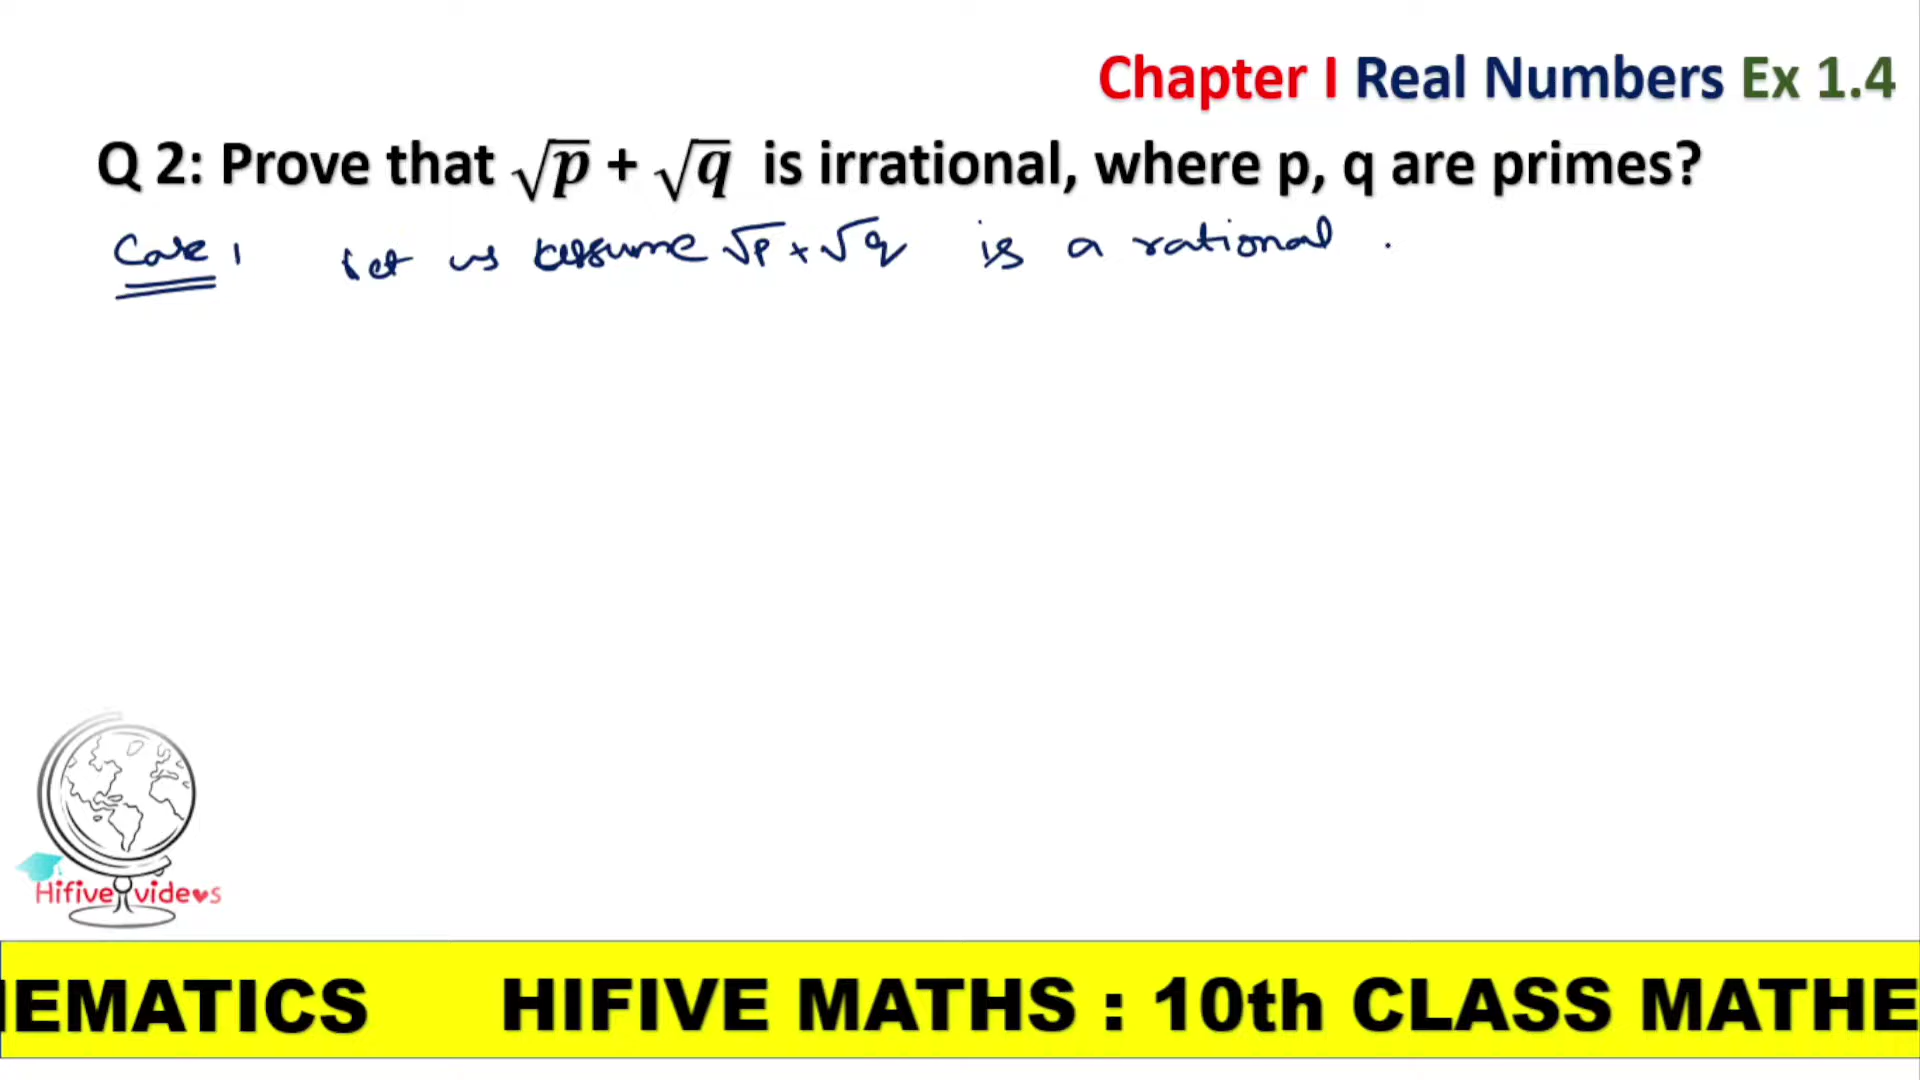 Chapter I Real Numbers Ex 1.4
Q 2: Prove that √p + √q is irrational, where p, q are primes?
Case 1 Let us assume √p + √q is a rational .
Hifive videos
HEMATICS HIFIVE MATHS : 10th CLASS MATHE